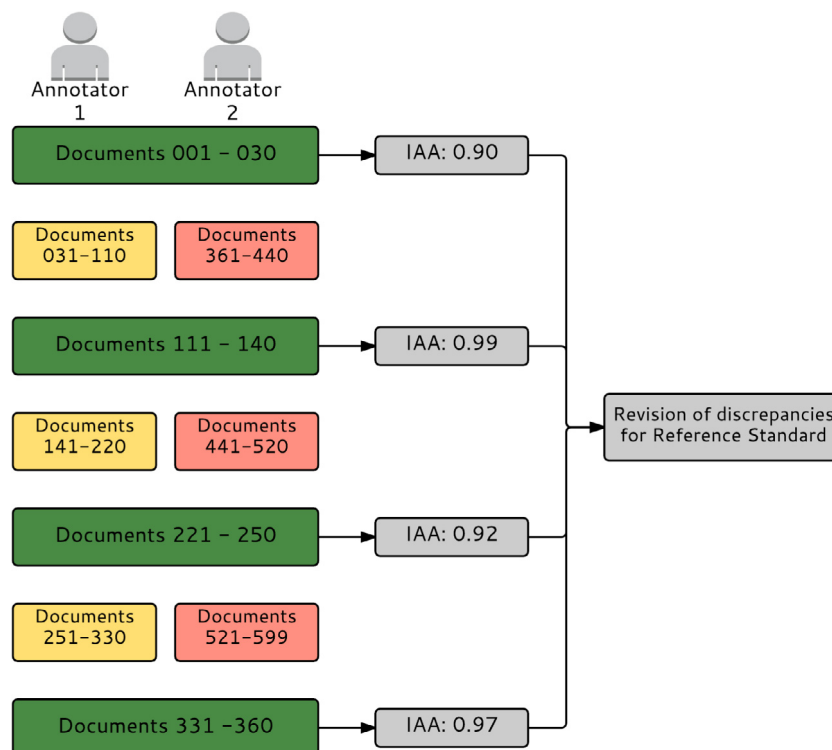 Annotator
1
Annotator
2
Documents 001 – 030
IAA: 0.90
Documents
031–110
Documents
361–440
Documents 111 – 140
IAA: 0.99
Revision of discrepancies
for Reference Standard
Documents
141–220
Documents
441–520
Documents 221 – 250
IAA: 0.92
Documents
251–330
Documents
521–599
Documents 331 –360
IAA: 0.97